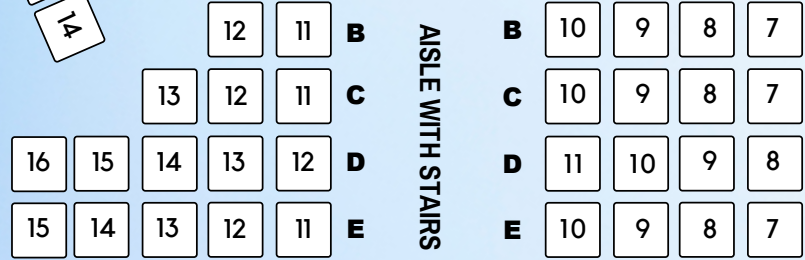 14
12 11 B B 10 9 8 7
13 12 11 C C 10 9 8 7
16 15 14 13 12 D D 11 10 9 8
15 14 13 12 11 E E 10 9 8 7
AISLE WITH STAIRS